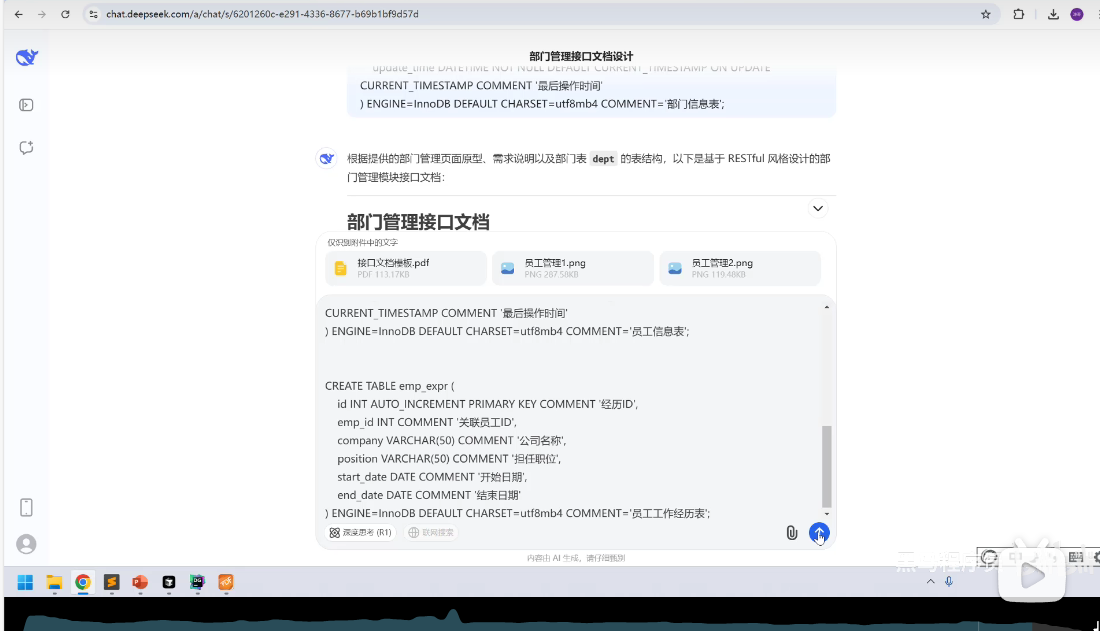 chat.deepseek.com/a/chat/s/6201260c-e291-4336-8677-b69b1bf9d57d
部门管理接口文档设计
update_time DATETIME NOT NULL DEFAULT CURRENT_TIMESTAMP ON UPDATE
CURRENT_TIMESTAMP COMMENT '最后操作时间'
) ENGINE=InnoDB DEFAULT CHARSET=utf8mb4 COMMENT='部门信息表';
根据提供的部门管理页面原型、需求说明以及部门表 dept 的表结构，以下是基于 RESTful 风格设计的部
门管理模块接口文档：
部门管理接口文档
仅识别附件中的文字
接口文档模板.pdf
PDF 113.17KB
员工管理1.png
PNG 287.58KB
员工管理2.png
PNG 119.48KB
CURRENT_TIMESTAMP COMMENT '最后操作时间'
) ENGINE=InnoDB DEFAULT CHARSET=utf8mb4 COMMENT='员工信息表';
CREATE TABLE emp_expr (
id INT AUTO_INCREMENT PRIMARY KEY COMMENT '经历ID',
emp_id INT COMMENT '关联员工ID',
company VARCHAR(50) COMMENT '公司名称',
position VARCHAR(50) COMMENT '担任职位',
start_date DATE COMMENT '开始日期',
end_date DATE COMMENT '结束日期'
) ENGINE=InnoDB DEFAULT CHARSET=utf8mb4 COMMENT='员工工作经历表';
深度思考 (R1)
联网搜索
内容由 AI 生成，请仔细甄别